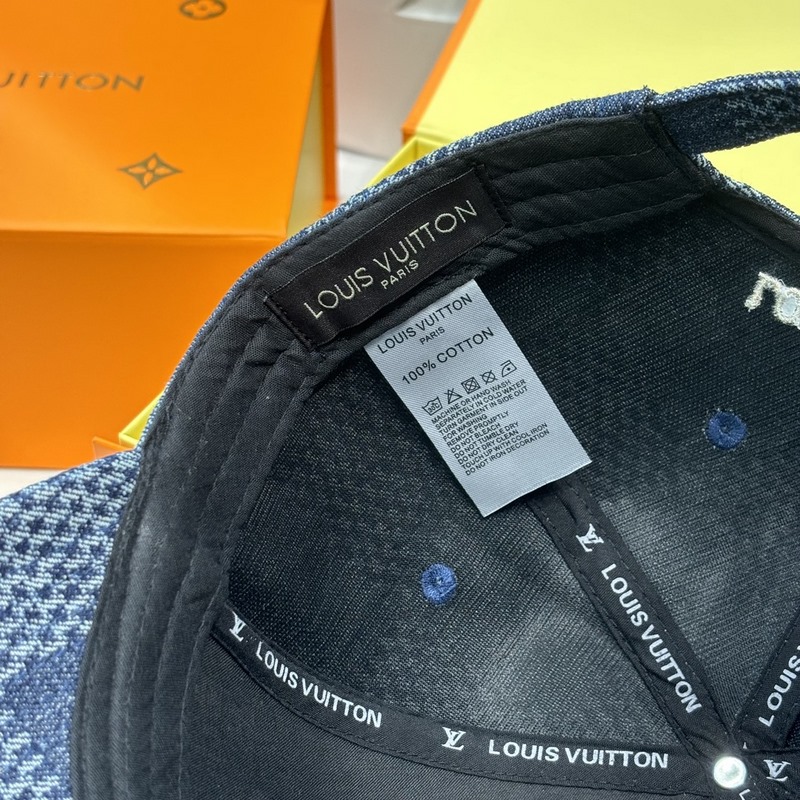 UITTON
LOUIS VUITTON
PARIS
LOUIS VUITTON
PARIS
100% COTTON
MACHINE OR HAND WASH
SEPARATELY IN COLD WATER
TURN GARMENT IN SIDE OUT
FOR WASHING
REMOVE PROMPTLY
DO NOT BLEACH
DO NOT TUMBLE DRY
DO NOT DRY CLEAN
TOUCH UP WITH COOL IRON
DO NOT IRON DECORATION
LV LOUIS VUITTON
LV LOUIS VUITTON
LV LOUIS VUITTON
LOUIS
LV